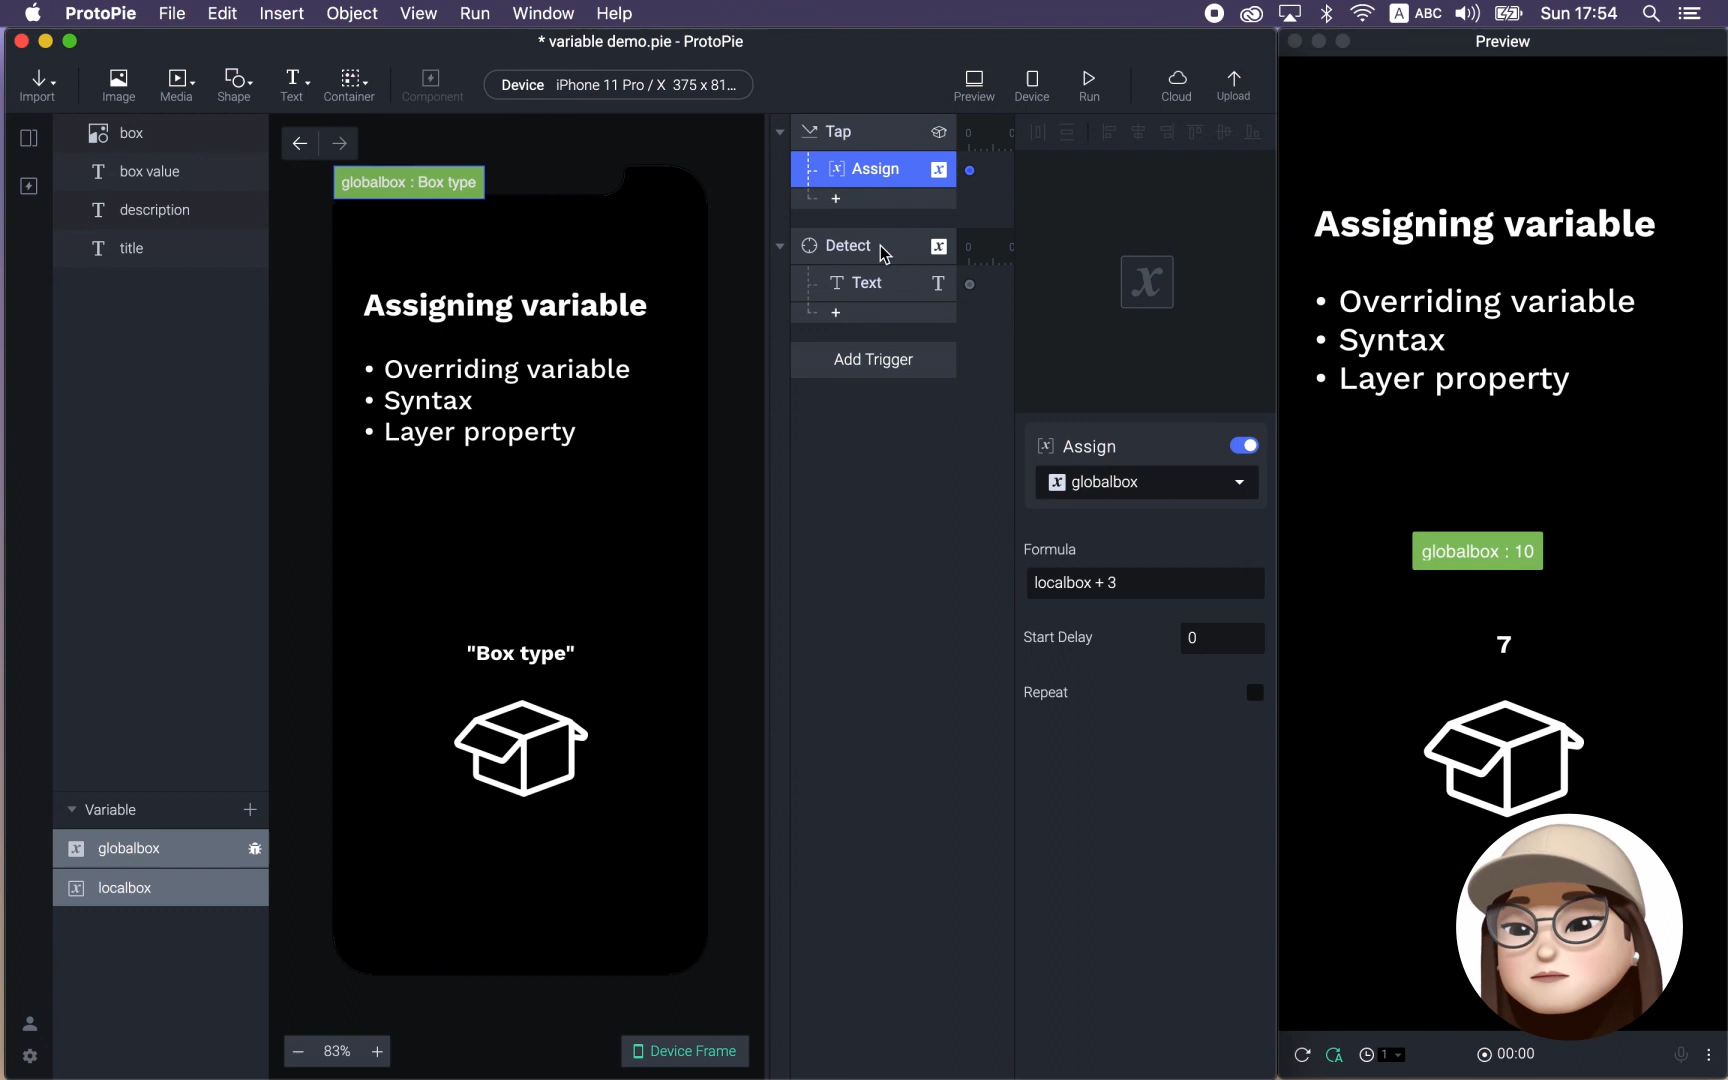 ProtoPie File Edit Insert Object View Run Window Help
A ABC Sun 17:54
* variable demo.pie - ProtoPie
Preview
Import Image Media Shape Text Container Component
Device iPhone 11 Pro / X 375 x 81...
Preview Device Run Cloud Upload
box
box value
description
title
Variable
globalbox
localbox
globalbox : Box type
Assigning variable
• Overriding variable
• Syntax
• Layer property
"Box type"
83%
Device Frame
Tap
Assign
Detect
Text
Add Trigger
0
0
Assign
globalbox
Formula
localbox + 3
Start Delay 0
Repeat
Assigning variable
• Overriding variable
• Syntax
• Layer property
globalbox : 10
7
1
00:00